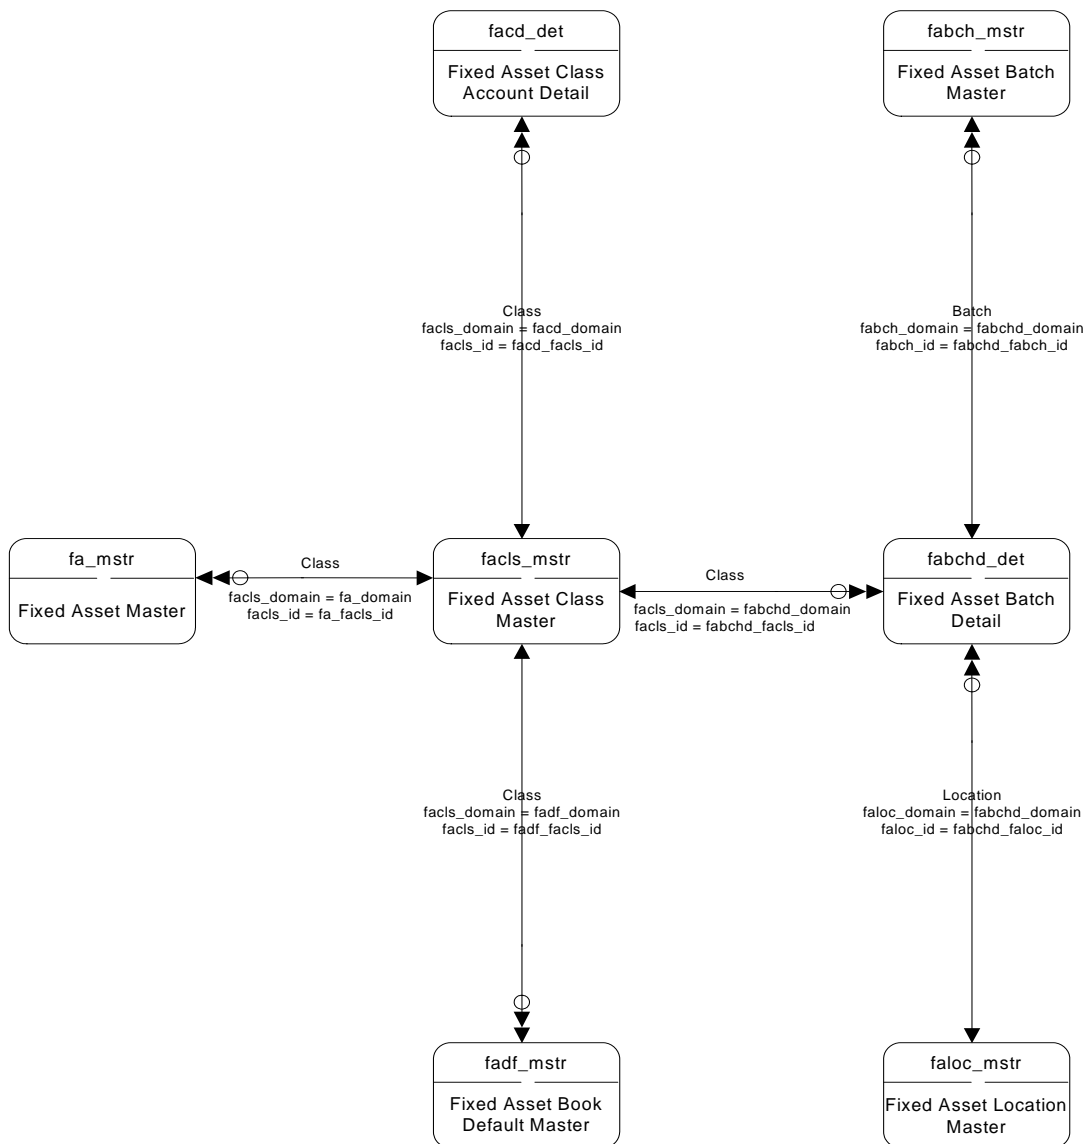 facd_det
Fixed Asset Class
Account Detail
fabch_mstr
Fixed Asset Batch
Master
Class
facls_domain = facd_domain
facls_id = facd_facls_id
Batch
fabch_domain = fabchd_domain
fabch_id = fabchd_fabch_id
fa_mstr
Fixed Asset Master
Class
facls_domain = fa_domain
facls_id = fa_facls_id
facls_mstr
Fixed Asset Class
Master
Class
facls_domain = fabchd_domain
facls_id = fabchd_facls_id
fabchd_det
Fixed Asset Batch
Detail
Class
facls_domain = fadf_domain
facls_id = fadf_facls_id
Location
faloc_domain = fabchd_domain
faloc_id = fabchd_faloc_id
fadf_mstr
Fixed Asset Book
Default Master
faloc_mstr
Fixed Asset Location
Master